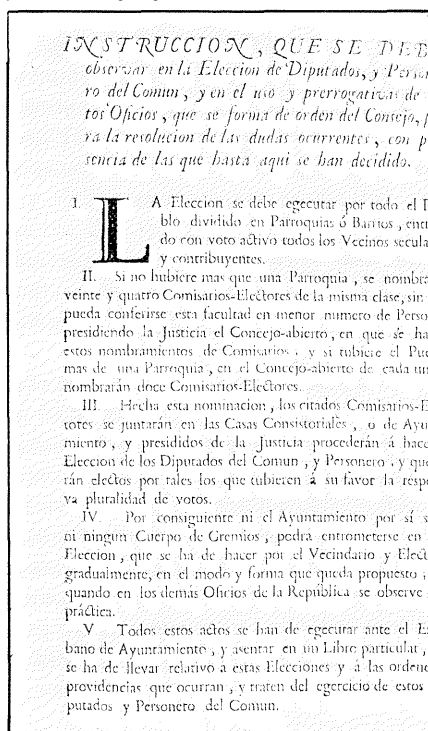 INSTRUCCION, QUE SE DEB
observar en la Eleccion de Diputados, y Person
ro del Comun, y en el uso y prerrogativas de
tos Oficios, que se forma de orden del Consejo, p
ra la resolucion de las dudas ocurrentes, con p
sencia de las que hasta aqui se han decidido.
I. LA Eleccion se debe egecutar por todo el P
blo dividido en Parroquias ó Barrios, entr
do con voto activo todos los Vecinos secula
y contribuyentes.
II. Si no hubiere mas que una Parroquia, se nombra
veinte y quatro Comisarios-Electores de la misma clase, sin
pueda conferirse esta facultad en menor numero de Perso
presidiendo la Justicia el Concejo-abierto, en que se ha
estos nombramientos de Comisarios, y si tubiere el Pue
mas de una Parroquia, en el Concejo-abierto de cada un
nombrarán doce Comisarios-Electores.
III. Hecha esta nominacion, los citados Comisarios-E
tores se juntarán en las Casas Consistoriales, o de Ayu
miento, y presididos de la Justicia procederán á hace
Eleccion de los Diputados del Comun, y Personero, y que
rán electos por tales los que tubieren á su favor la respe
va pluralidad de votos.
IV. Por consiguiente ni el Ayuntamiento por sí s
ni ningun Cuerpo de Gremios, podra entrometerse en
Eleccion, que se ha de hacer por el Vecindario y Elect
gradualmente, en el modo y forma que queda propuesto,
quando en los demás Oficios de la Republica se observe
práctica.
V. Todos estos actos se han de egecutar ante el Es
bano de Ayuntamiento, y asentar en un Libro particular,
se ha de llevar relativo á estas Elecciones y á las ordene
providencias que ocurran, y traten del egercicio de estos
putados y Personero del Comun.